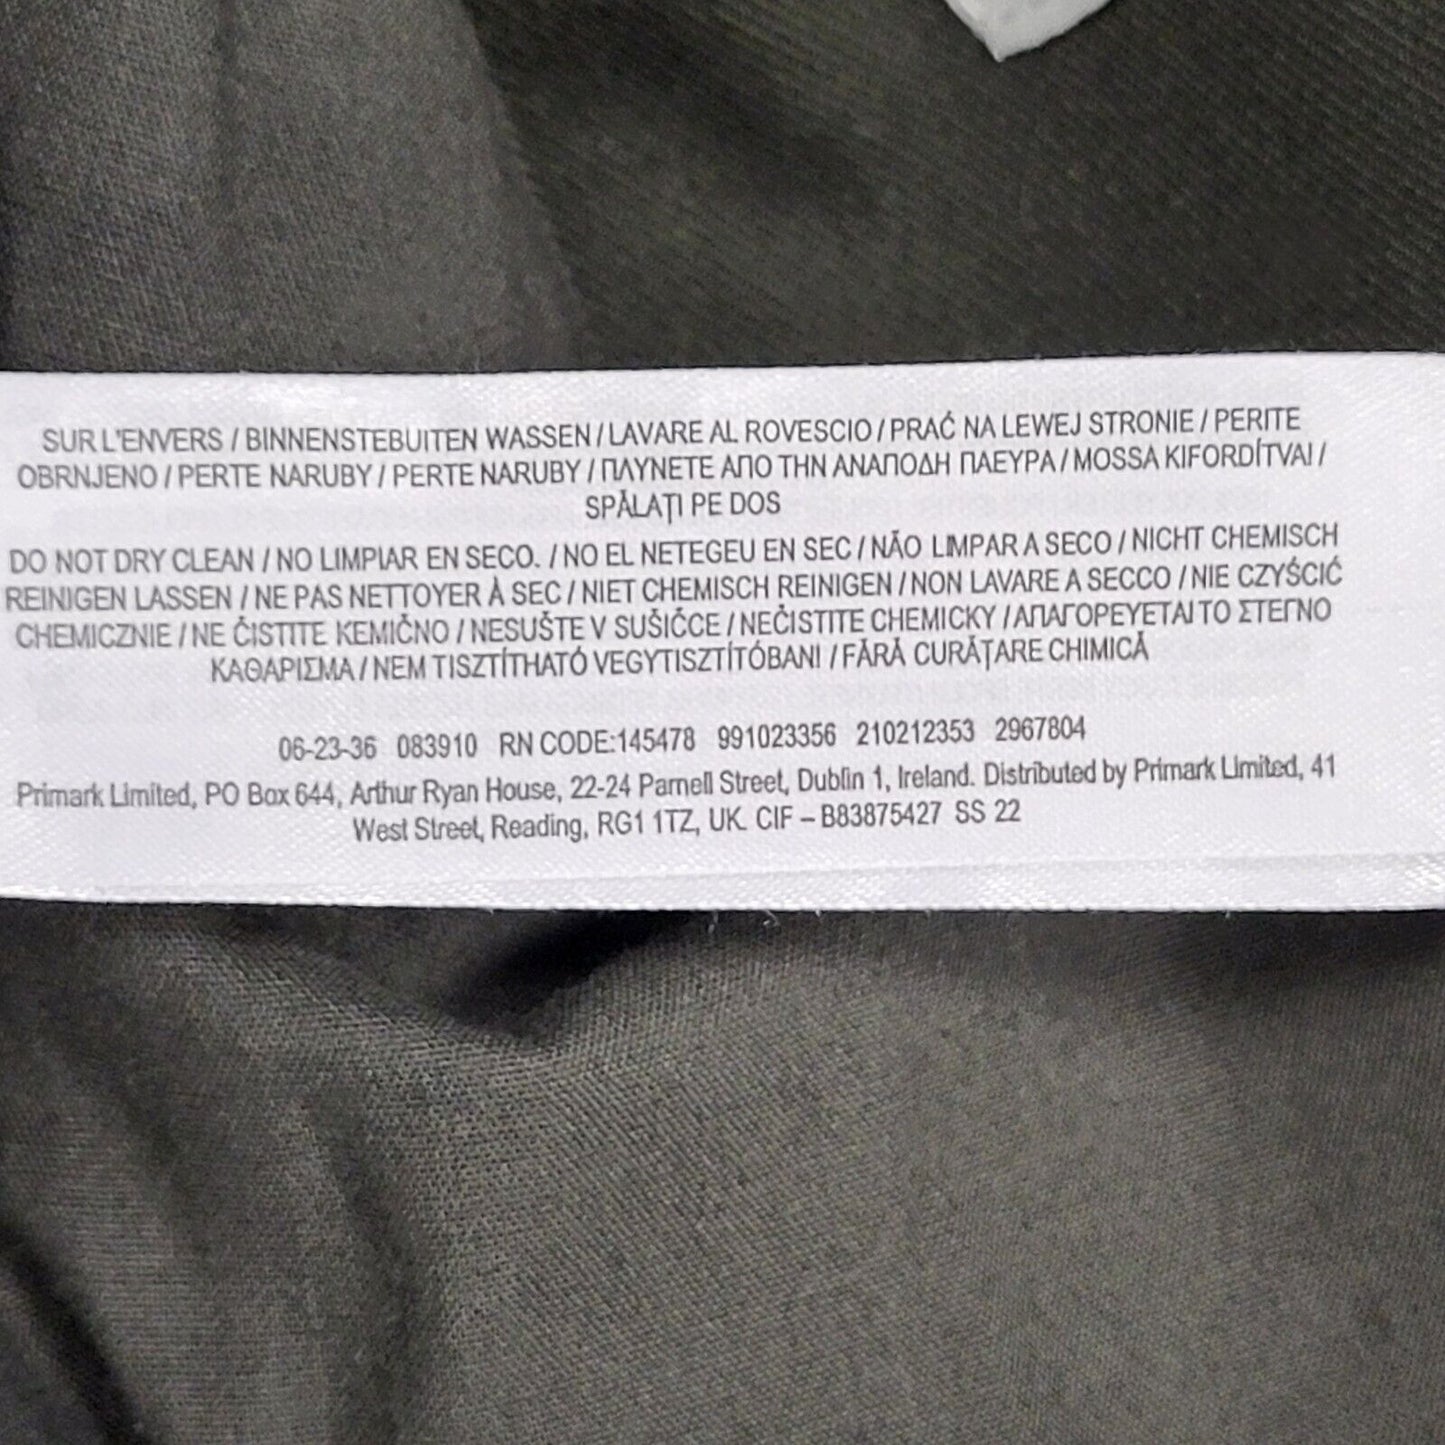 SUR L'ENVERS / BINNENSTEBUITEN WASSEN / LAVARE AL ROVESCIO / PRAĆ NA LEWEJ STRONIE / PERITE
OBRNJENO / PERTE NARUBY / PERTE NARUBY / ΠΛΥΝΕΤΕ ΑΠΟ ΤΗΝ ΑΝΑΠΟΔΗ ΠΛΕΥΡΑ / MOSSA KIFORDÍTVA! /
SPĂLAȚI PE DOS
DO NOT DRY CLEAN / NO LIMPIAR EN SECO. / NO EL NETEGEU EN SEC / NÃO LIMPAR A SECO / NICHT CHEMISCH
REINIGEN LASSEN / NE PAS NETTOYER À SEC / NIET CHEMISCH REINIGEN / NON LAVARE A SECCO / NIE CZYŚCIĆ
CHEMICZNIE / NE ČISTITE KEMIČNO / NESUŠTE V SUŠIČCE / NEČISTITE CHEMICKY / ΑΠΑΓΟΡΕΥΕΤΑΙ ΤΟ ΣΤΕΓΝΟ
ΚΑΘΑΡΙΣΜΑ / NEM TISZTÍTHATÓ VEGYTISZTÍTÓBAN! / FĂRĂ CURĂȚARE CHIMICĂ
06-23-36 083910 RN CODE:145478 991023356 210212353 2967804
Primark Limited, PO Box 644, Arthur Ryan House, 22-24 Parnell Street, Dublin 1, Ireland. Distributed by Primark Limited, 41
West Street, Reading, RG1 1TZ, UK. CIF – B83875427 SS 22